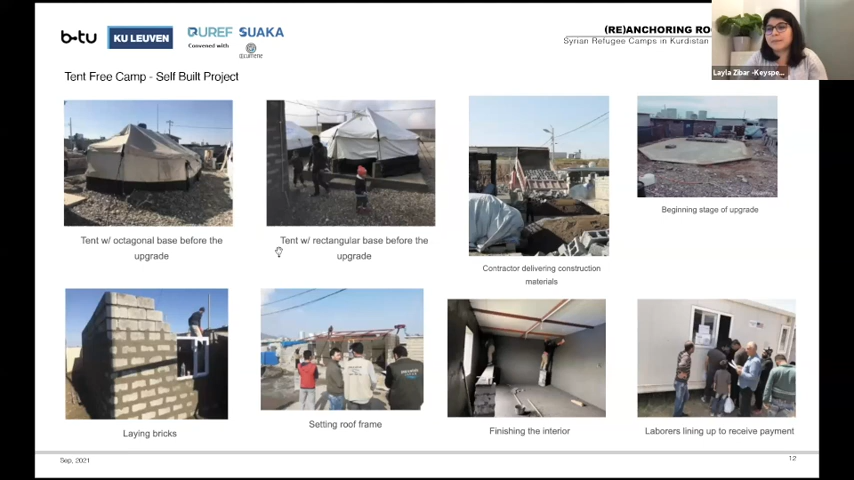 b-tu
KU LEUVEN
QUREF SUAKA
Convened with
(RE)ANCHORING
Syrian Refugee Camps in Kurdistan
Layla Zibar -Keyspe...
Tent Free Camp - Self Built Project
Tent w/ octagonal base before the
upgrade
Tent w/ rectangular base before the
upgrade
Contractor delivering construction
materials
Beginning stage of upgrade
Laying bricks
Setting roof frame
Finishing the interior
Laborers lining up to receive payment
Sep, 2021
12